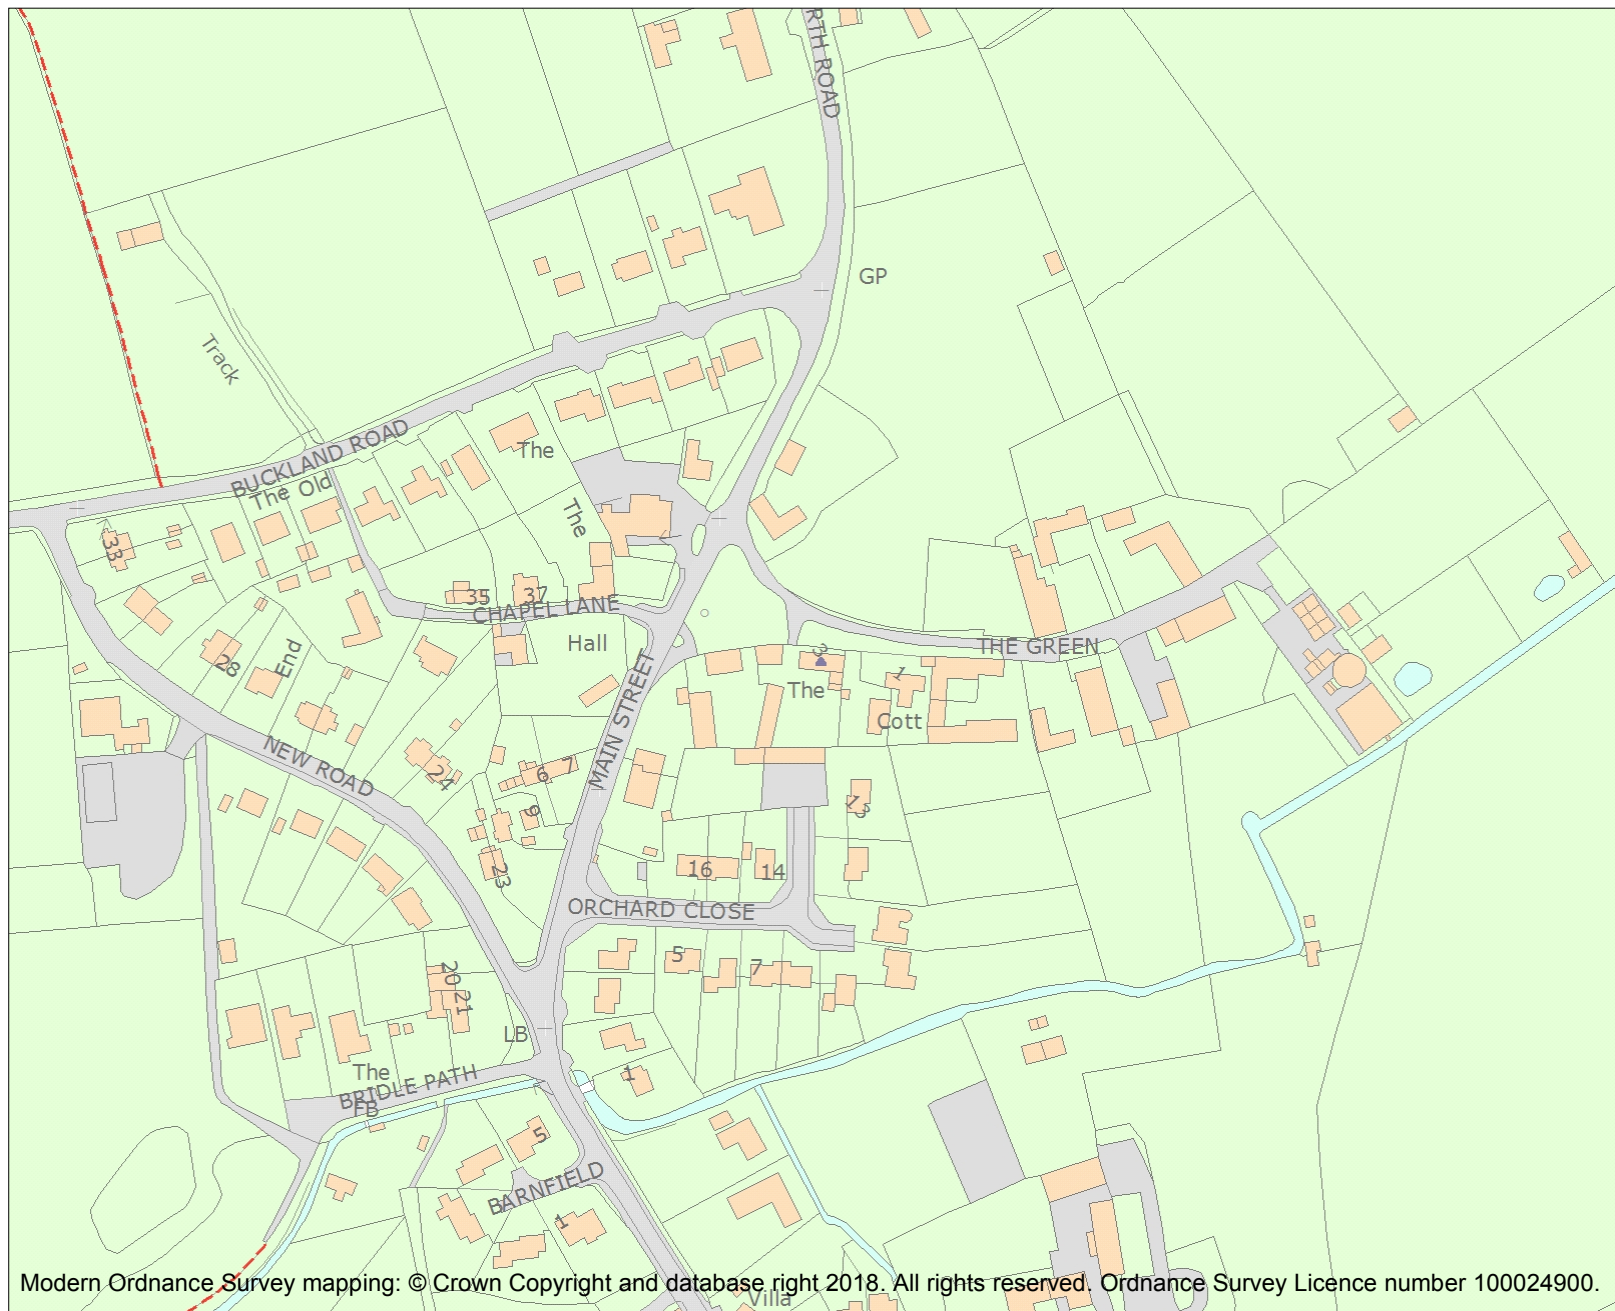 RTH ROAD
GP
Track
BUCKLAND ROAD
The Old
The
The
33
35
37
CHAPEL LANE
Hall
THE GREEN
3
1
The
Cott
End
28
MAIN STREET
NEW ROAD
24
6
7
9
23
16
14
ORCHARD CLOSE
5
7
20
21
LB
The
BRIDLE PATH
FB
1
5
BARNFIELD
1
Villa
Modern Ordnance Survey mapping: © Crown Copyright and database right 2018. All rights reserved. Ordnance Survey Licence number 100024900.